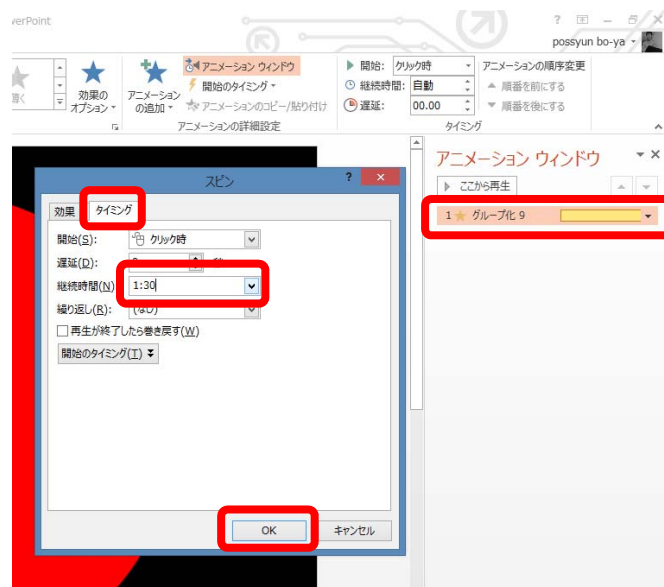 verPoint
? — ×
possyun bo-ya
効果の
オプション
アニメーション
の追加
アニメーション ウィンドウ
開始のタイミング
アニメーションのコピー/貼り付け
アニメーションの詳細設定
開始: クリック時
継続時間: 自動
遅延: 00.00
アニメーションの順序変更
順番を前にする
順番を後にする
タイミング
アニメーション ウィンドウ
ここから再生
1 グループ化 9
スピン
? ×
効果 タイミング
開始(S): クリック時
遅延(D):
継続時間(N) 1:30
繰り返し(R): (なし)
再生が終了したら巻き戻す(W)
開始のタイミング(T)
OK キャンセル